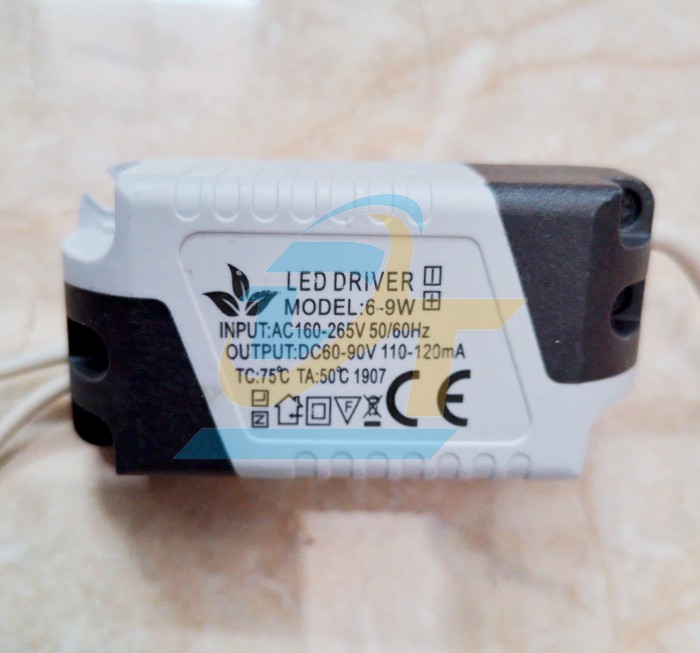 LED DRIVER
MODEL:6-9W
INPUT:AC160-265V 50/60Hz
OUTPUT:DC60-90V 110-120mA
TC:75℃ TA:50℃ 1907
N L F CE